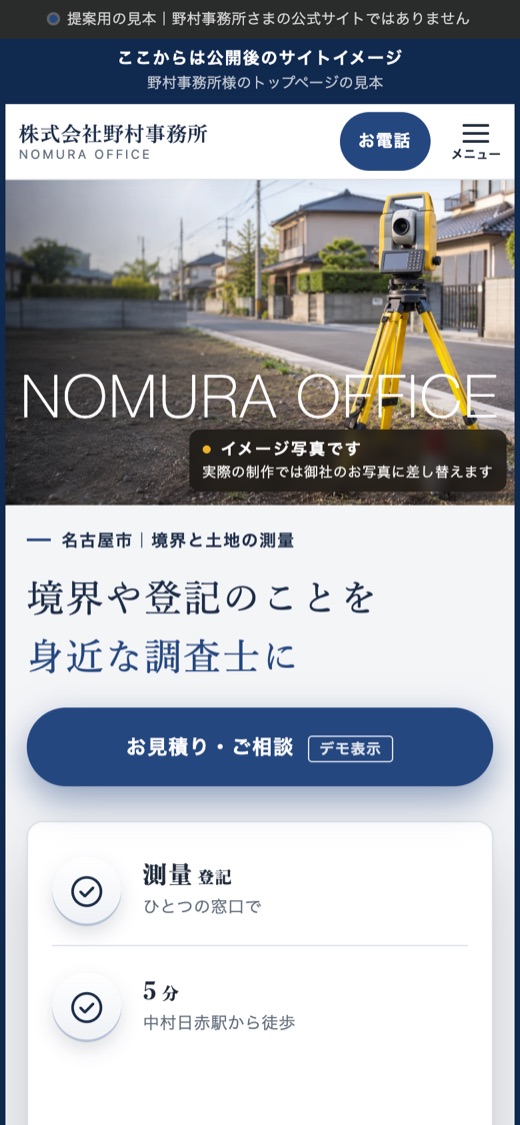 提案用の見本｜野村事務所さまの公式サイトではありません
ここからは公開後のサイトイメージ
野村事務所様のトップページの見本
株式会社野村事務所
NOMURA OFFICE
お電話
メニュー
NOMURA OFFICE
イメージ写真です
実際の制作では御社のお写真に差し替えます
名古屋市｜境界と土地の測量
境界や登記のことを
身近な調査士に
お見積り・ご相談 デモ表示
測量 登記
ひとつの窓口で
5 分
中村日赤駅から徒歩